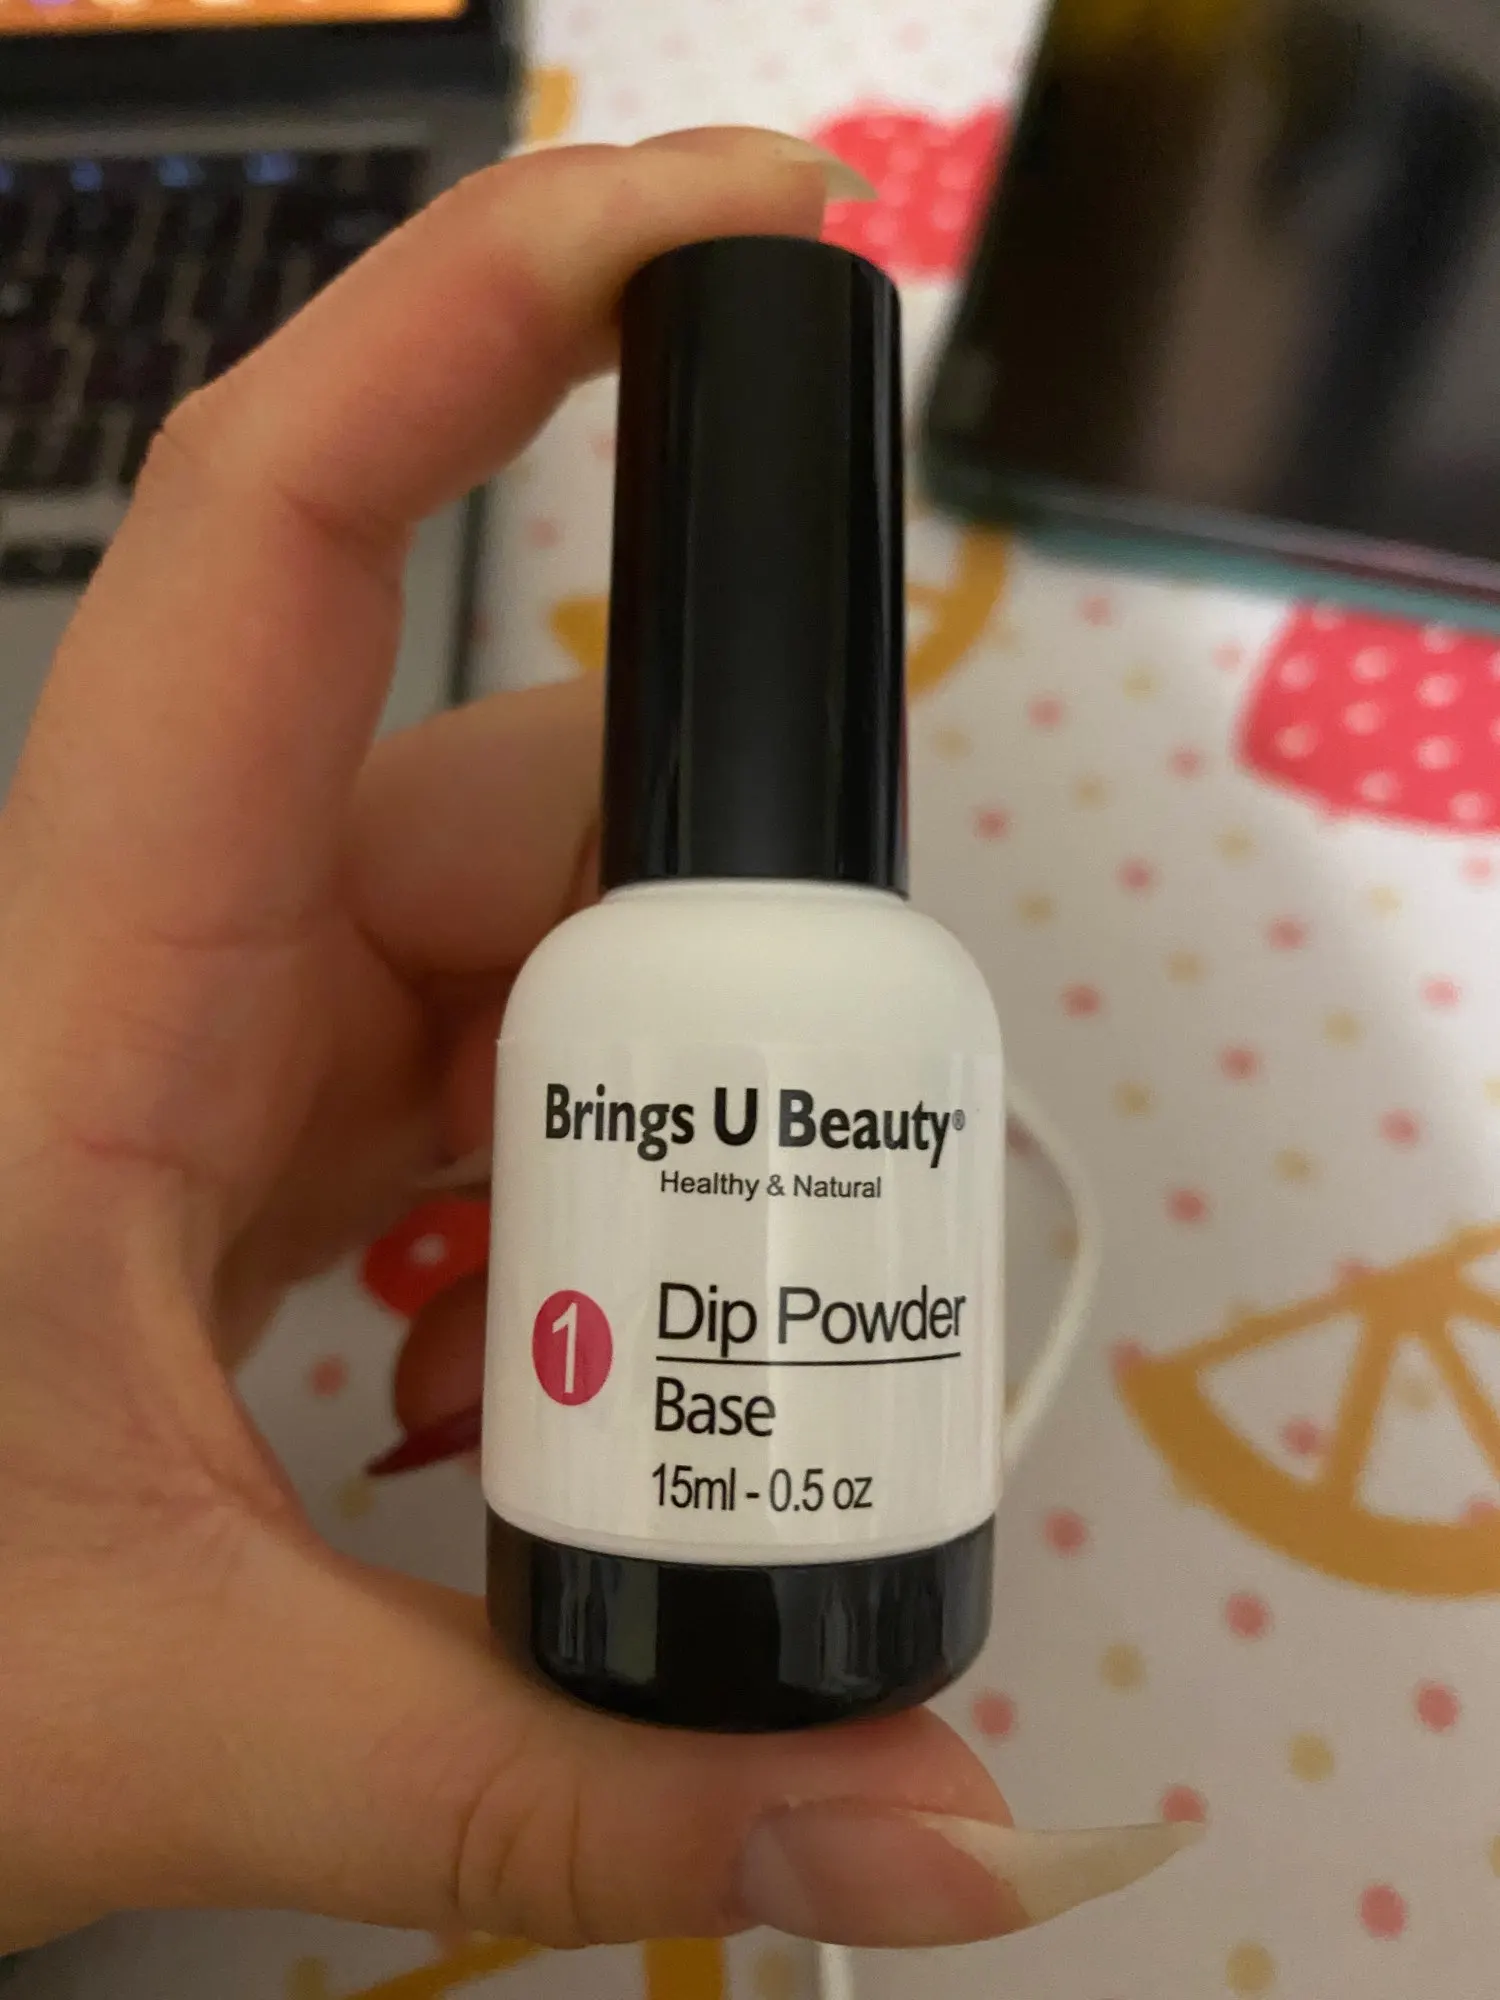 Brings U Beauty®
Healthy & Natural
1
Dip Powder
Base
15ml - 0.5 oz